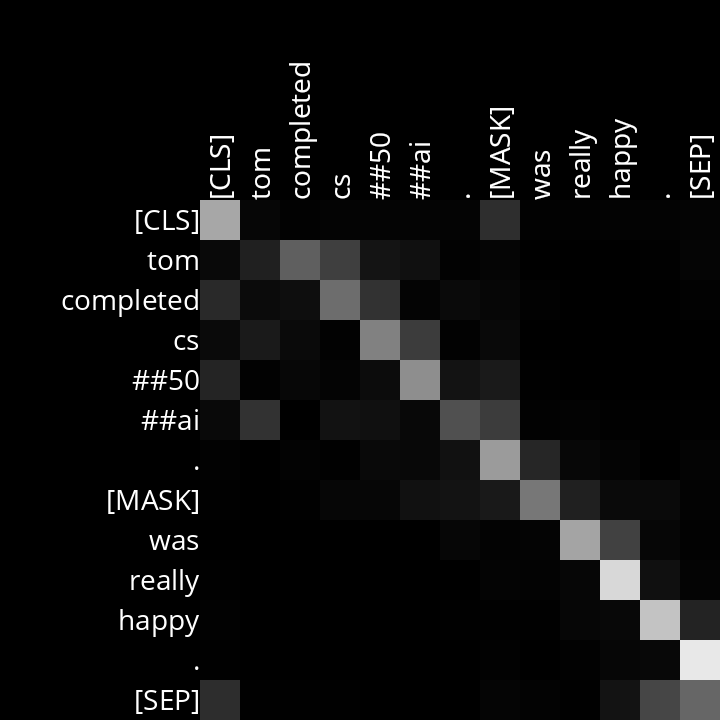 [CLS] tom completed cs ##50 ##ai . [MASK] was really happy . [SEP]
[CLS]
tom
completed
cs
##50
##ai
.
[MASK]
was
really
happy
.
[SEP]